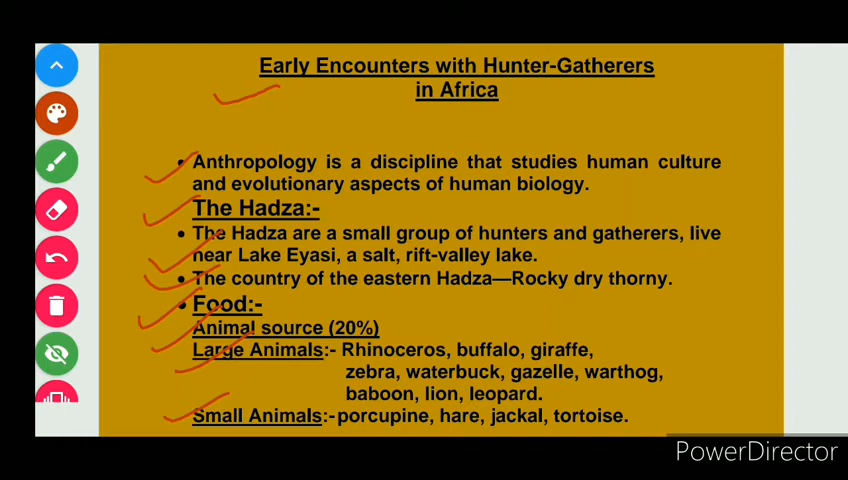 Early Encounters with Hunter-Gatherers
in Africa
• Anthropology is a discipline that studies human culture
and evolutionary aspects of human biology.
The Hadza:-
• The Hadza are a small group of hunters and gatherers, live
near Lake Eyasi, a salt, rift-valley lake.
• The country of the eastern Hadza—Rocky dry thorny.
• Food:-
Animal source (20%)
Large Animals:- Rhinoceros, buffalo, giraffe,
zebra, waterbuck, gazelle, warthog,
baboon, lion, leopard.
Small Animals:-porcupine, hare, jackal, tortoise.
PowerDirector